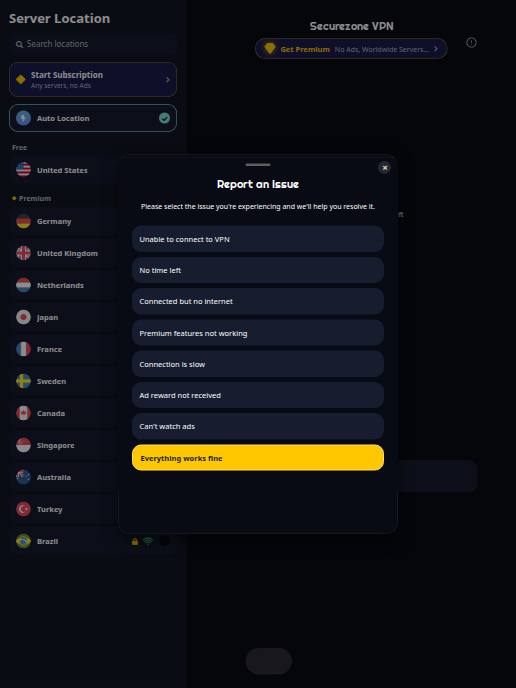 Server Location
Search locations
Start Subscription
Any servers, no Ads
Auto Location
Free
United States
Premium
Germany
United Kingdom
Netherlands
Japan
France
Sweden
Canada
Singapore
Australia
Turkey
Brazil
Securezone VPN
Get Premium No Ads, Worldwide Servers...
ft
Report an Issue
Please select the issue you're experiencing and we'll help you resolve it.
Unable to connect to VPN
No time left
Connected but no internet
Premium features not working
Connection is slow
Ad reward not received
Can't watch ads
Everything works fine